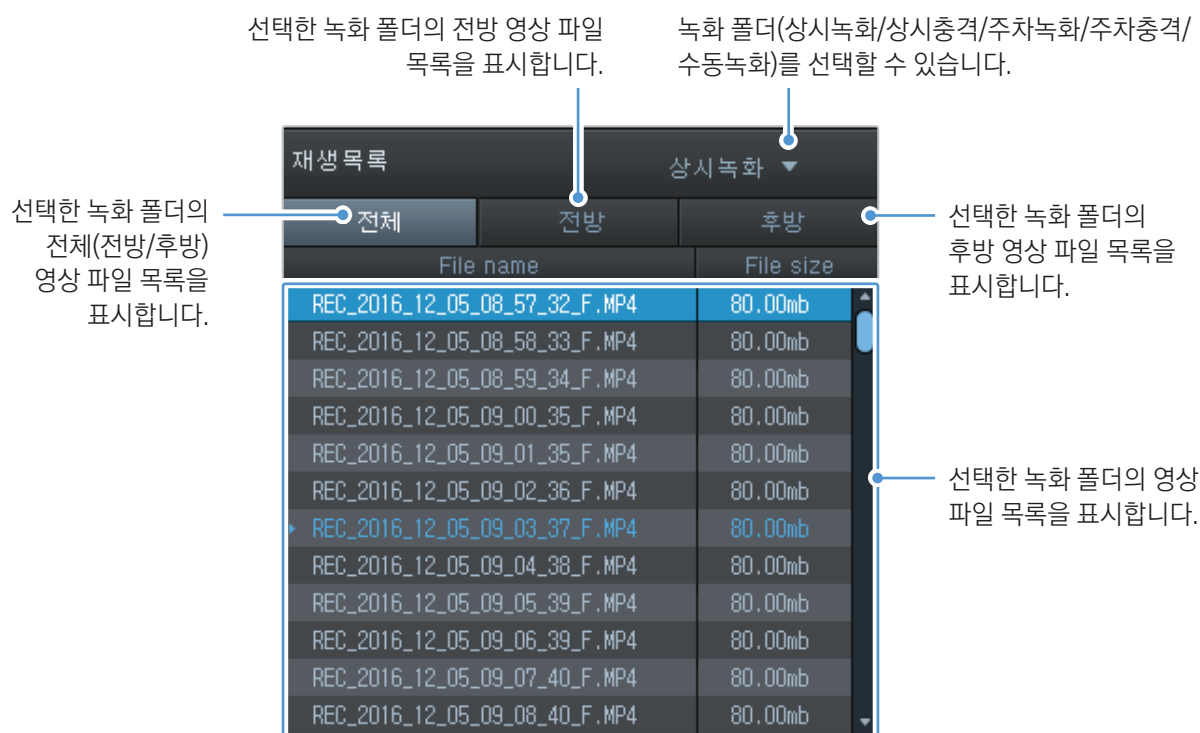 선택한 녹화 폴더의 전방 영상 파일
목록을 표시합니다.
녹화 폴더(상시녹화/상시충격/주차녹화/주차충격/
수동녹화)를 선택할 수 있습니다.
재생목록
상시녹화 ▼
선택한 녹화 폴더의
전체(전방/후방)
영상 파일 목록을
표시합니다.
전체
전방
후방
선택한 녹화 폴더의
후방 영상 파일 목록을
표시합니다.
File name File size
REC_2016_12_05_08_57_32_F.MP4 80.00mb
REC_2016_12_05_08_58_33_F.MP4 80.00mb
REC_2016_12_05_08_59_34_F.MP4 80.00mb
REC_2016_12_05_09_00_35_F.MP4 80.00mb
REC_2016_12_05_09_01_35_F.MP4 80.00mb
REC_2016_12_05_09_02_36_F.MP4 80.00mb
REC_2016_12_05_09_03_37_F.MP4 80.00mb
REC_2016_12_05_09_04_38_F.MP4 80.00mb
REC_2016_12_05_09_05_39_F.MP4 80.00mb
REC_2016_12_05_09_06_39_F.MP4 80.00mb
REC_2016_12_05_09_07_40_F.MP4 80.00mb
REC_2016_12_05_09_08_40_F.MP4 80.00mb
선택한 녹화 폴더의 영상
파일 목록을 표시합니다.